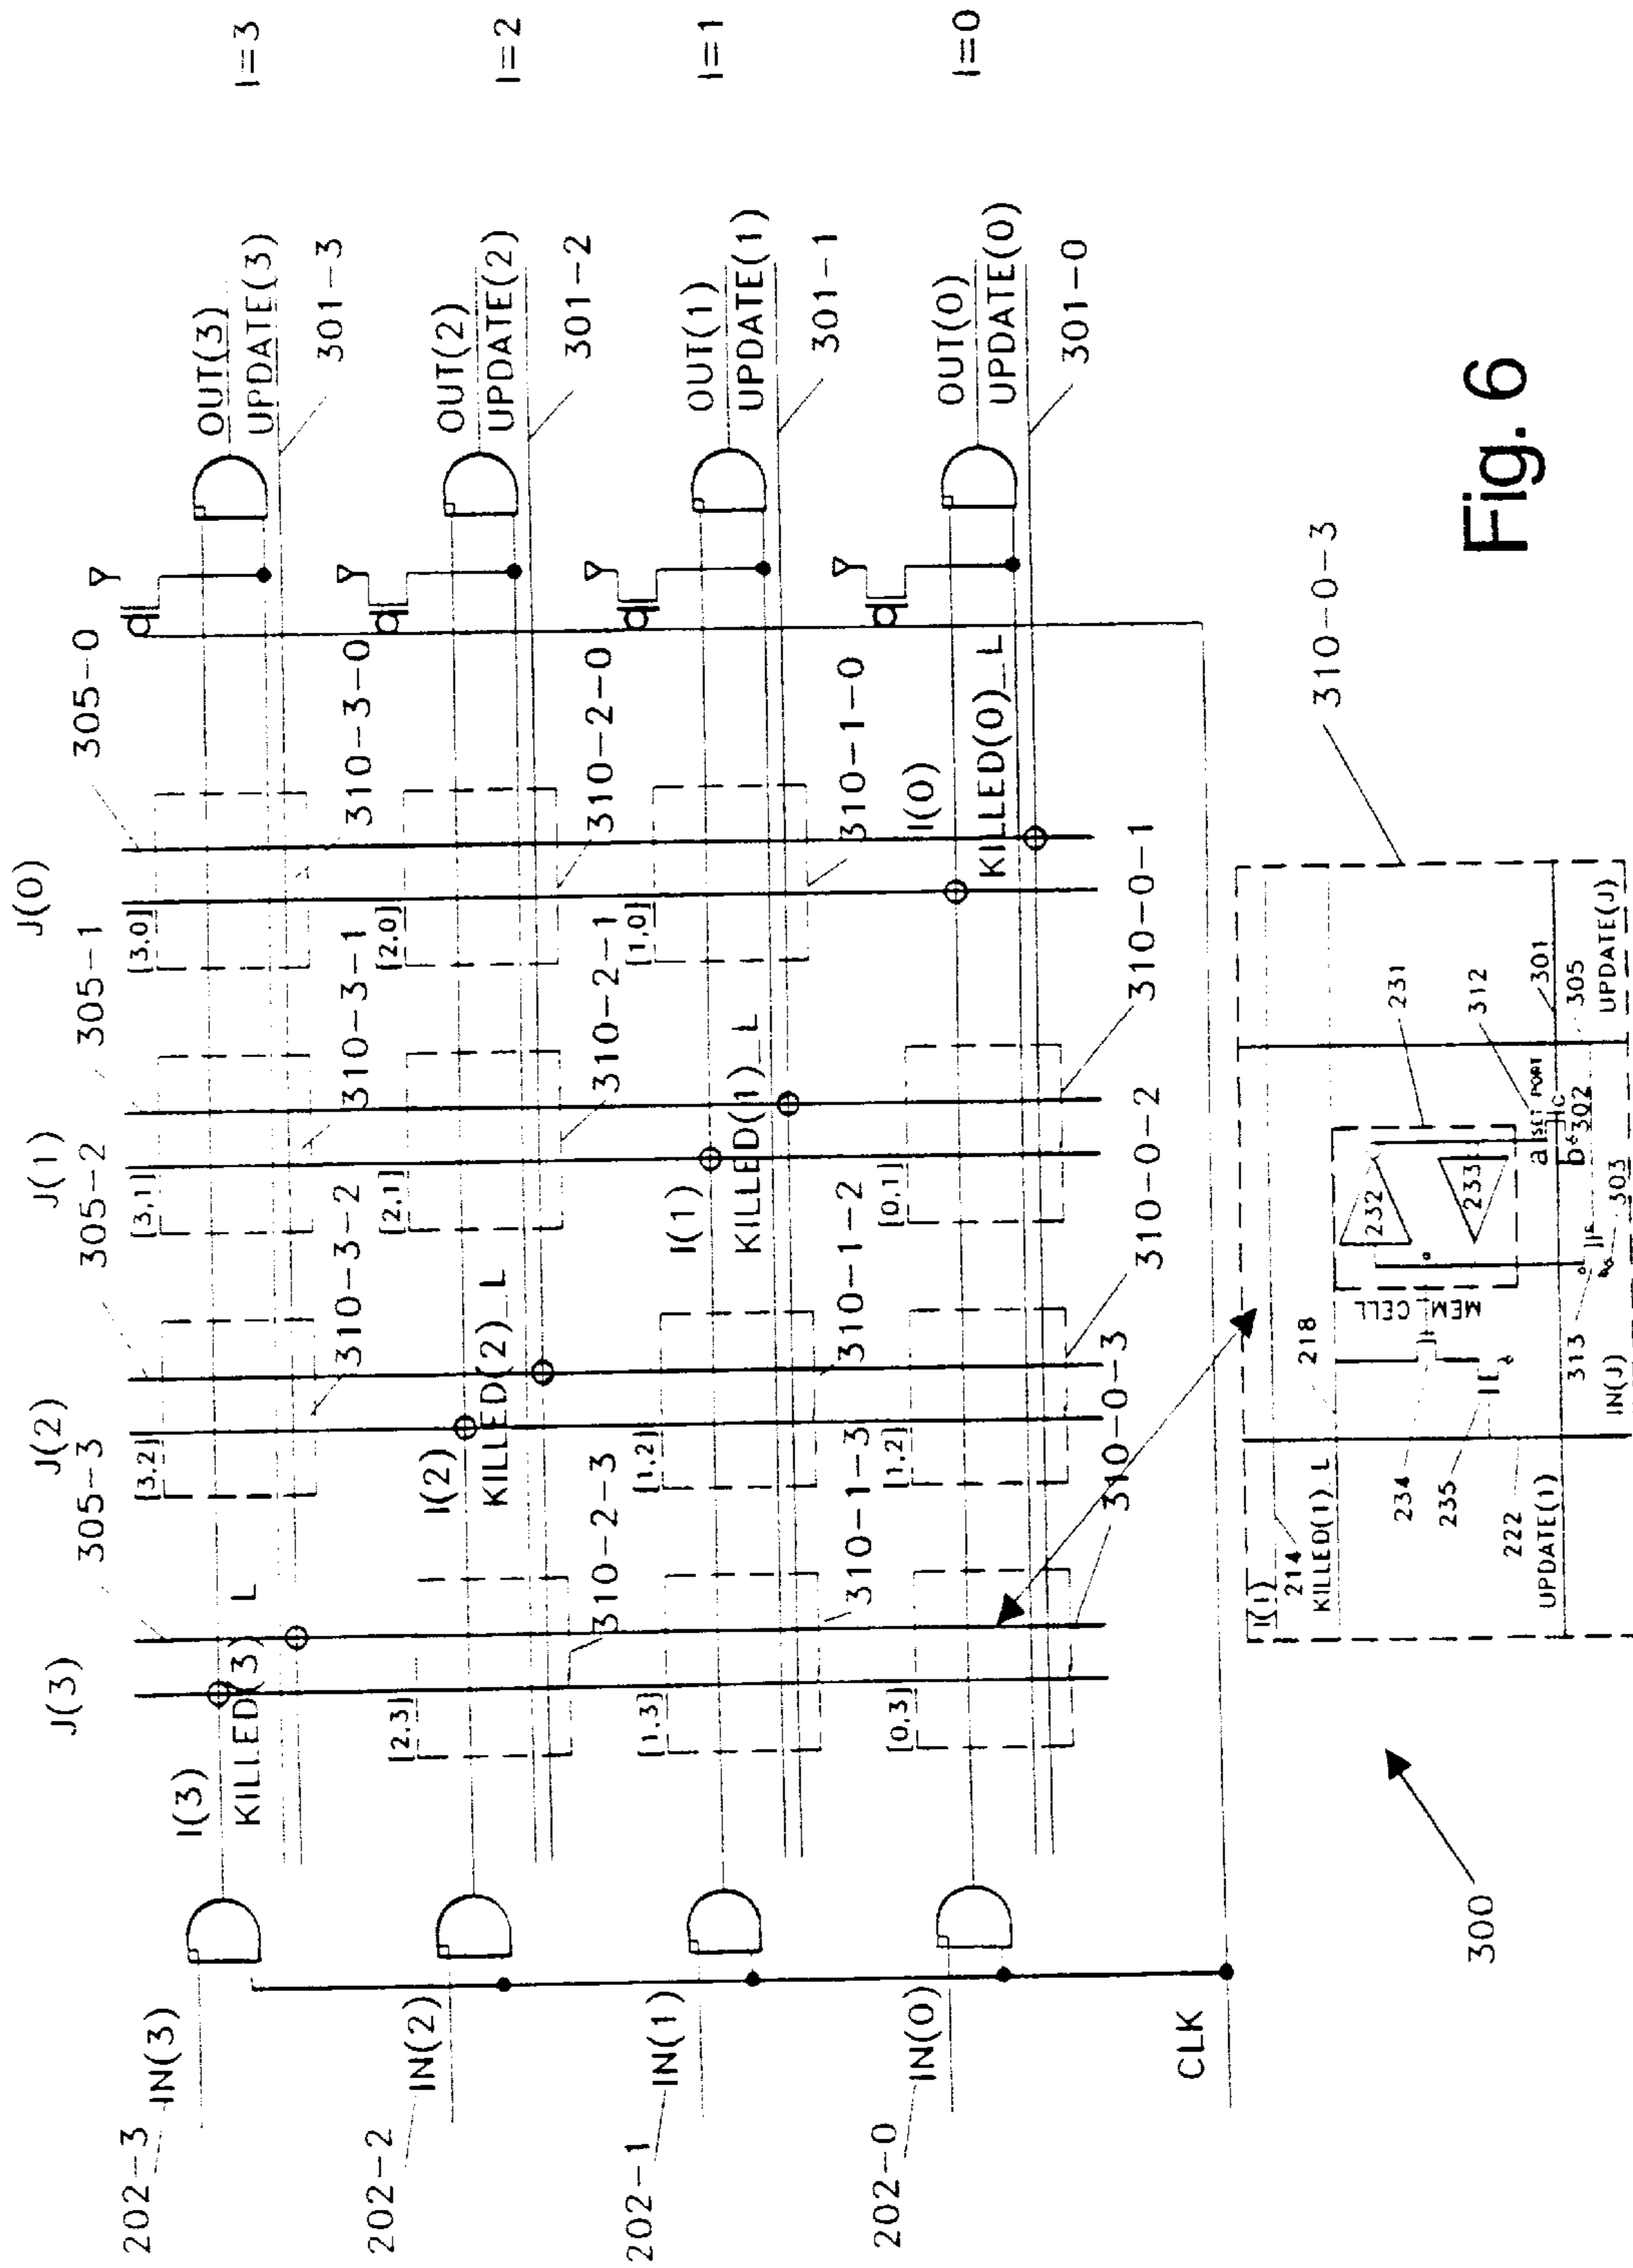 J(3) J(2) J(1) J(0)
305-3 305-2 305-1 305-0
202-3
IN(3)
I(3)
KILLED(3) L
[3,2] [3,1] [3,0]
310-3-2 310-3-1 310-3-0
OUT(3)
UPDATE(3)
301-3
I=3
202-2
IN(2)
[2,3]
I(2)
KILLED(2)_L
[2,1] [2,0]
310-2-3 310-2-1 310-2-0
OUT(2)
UPDATE(2)
301-2
I=2
202-1
IN(1)
[1,3] [1,2]
I(1)
KILLED(1)_L
[1,0]
310-1-3 310-1-2 310-1-0
OUT(1)
UPDATE(1)
301-1
I=1
202-0
IN(0)
[0,3] [1,2] [0,1]
I(0)
KILLED(0)_L
310-0-3 310-0-2 310-0-1
OUT(0)
UPDATE(0)
301-0
I=0
CLK
I(1)
214
KILLED(1)_L
218
234
235
222
UPDATE(1)
MEM CELL
232
233
231
312
SET PORT
a
b
c
302
301
305
313
303
IN(J)
UPDATE(J)
310-0-3
300
Fig. 6